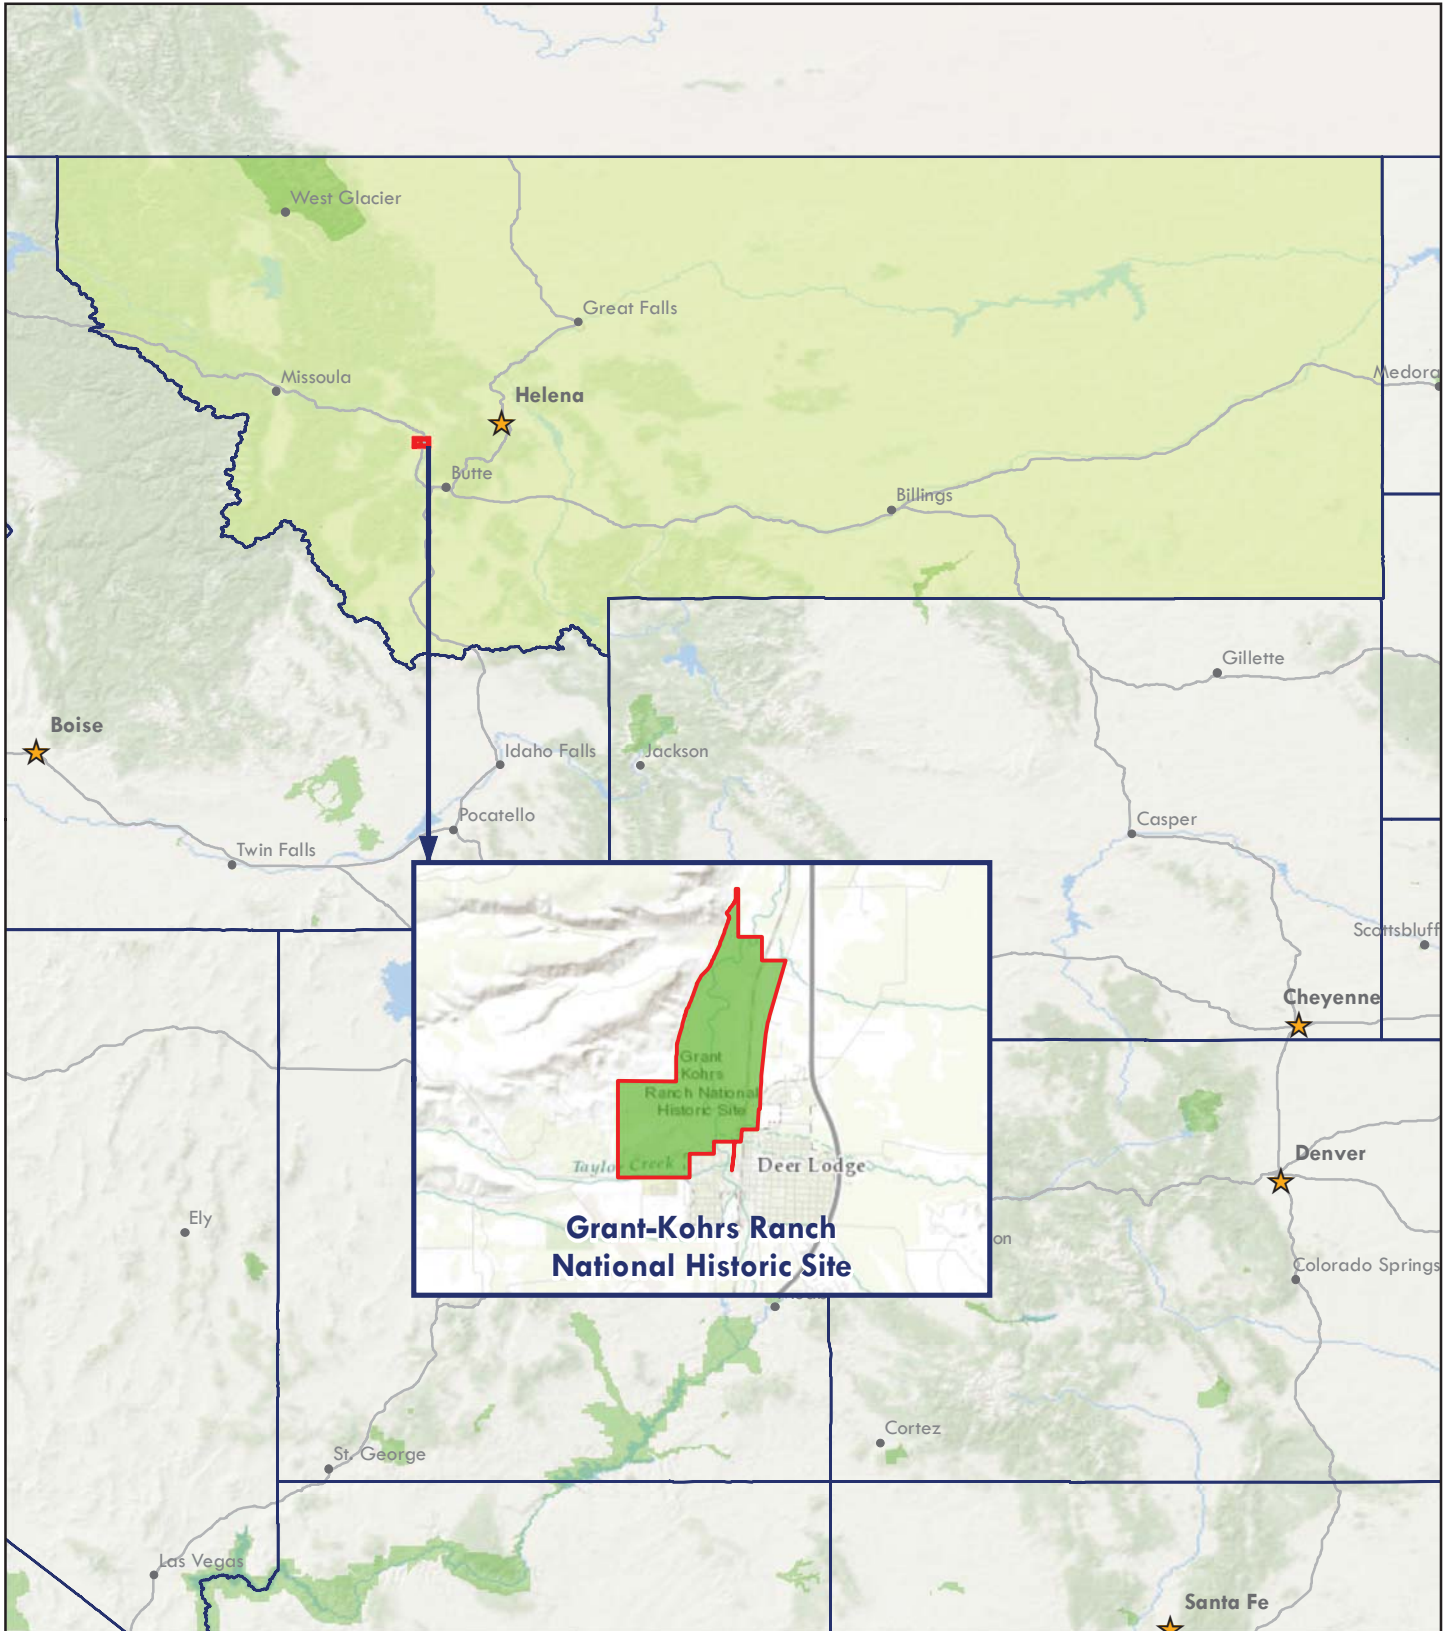 West Glacier
Great Falls
Missoula
Medora
Helena
Butte
Billings
Gillette
Boise
Idaho Falls
Jackson
Pocatello
Casper
Twin Falls
Scottsbluff
Cheyenne
Grant
Kohrs
Ranch National
Historic Site
Denver
Taylor Creek
Deer Lodge
Ely
Grant-Kohrs Ranch
National Historic Site
on
Colorado Springs
Cortez
St. George
Las Vegas
Santa Fe